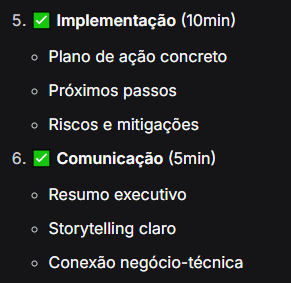 5. ✅ Implementação (10min)
○ Plano de ação concreto
○ Próximos passos
○ Riscos e mitigações
6. ✅ Comunicação (5min)
○ Resumo executivo
○ Storytelling claro
○ Conexão negócio-técnica